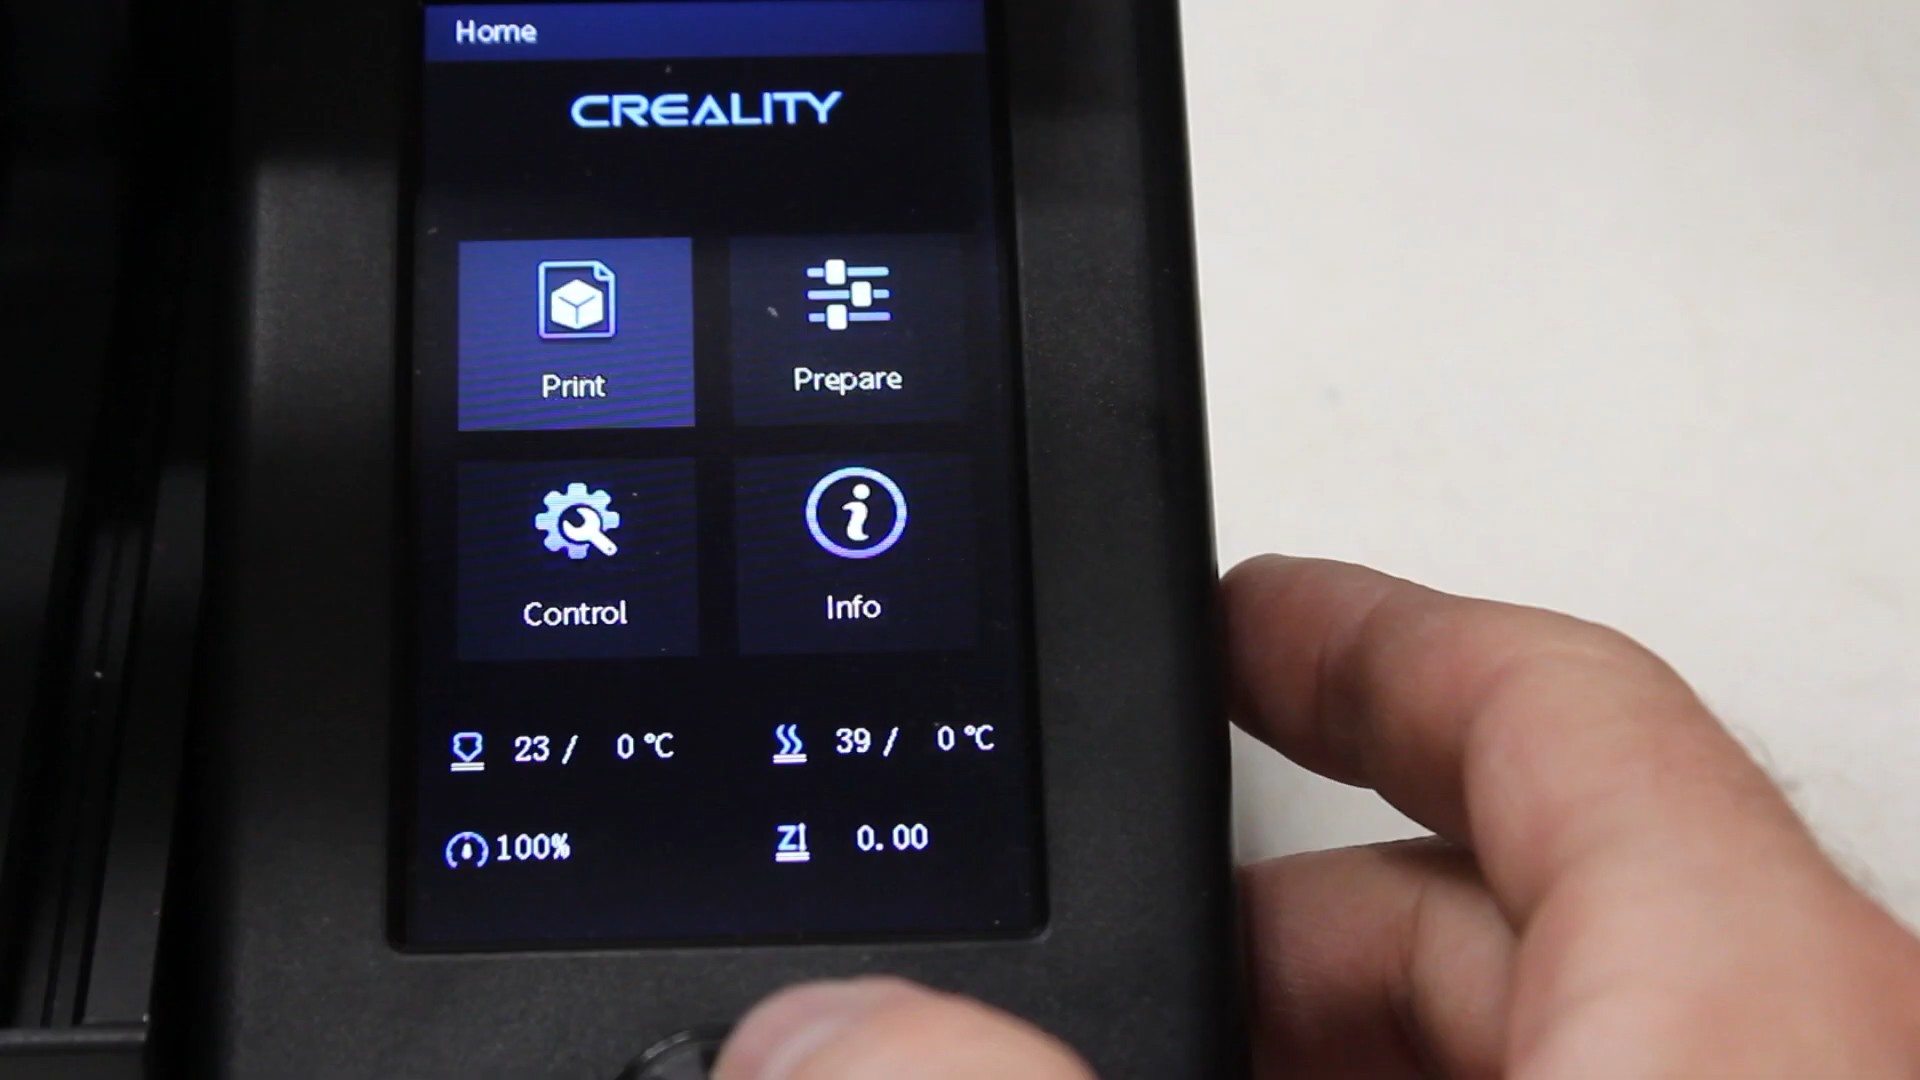 Home
CREALITY
Print
Prepare
Control
Info
23 / 0 °C
39 / 0 °C
100%
0.00